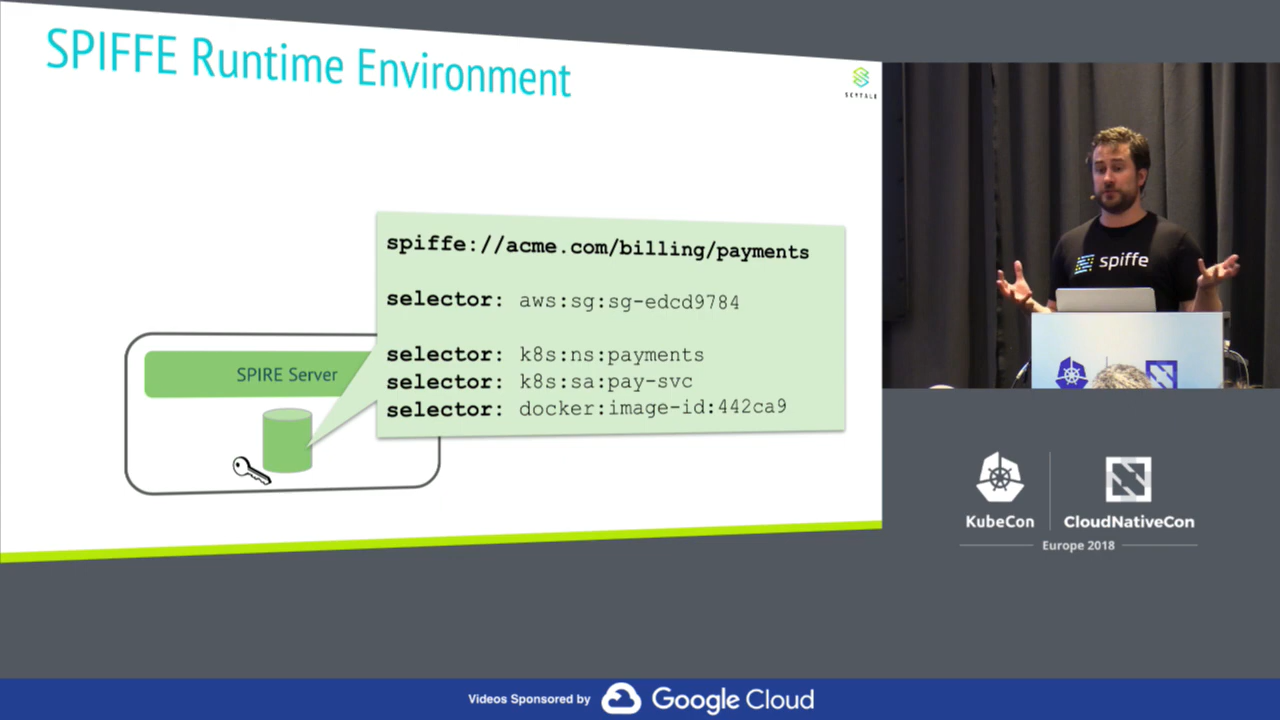 SPIFFE Runtime Environment
SCYTALE
spiffe://acme.com/billing/payments
selector: aws:sg:sg-edcd9784
selector: k8s:ns:payments
selector: k8s:sa:pay-svc
selector: docker:image-id:442ca9
SPIRE Server
spiffe
KubeCon
CloudNativeCon
Europe 2018
Videos Sponsored by Google Cloud